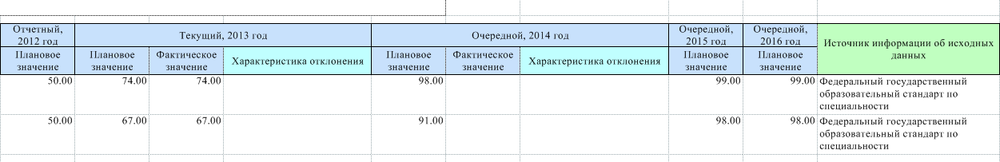 Отчетный, 2012 год
Текущий, 2013 год
Очередной, 2014 год
Очередной, 2015 год
Очередной, 2016 год
Источник информации об исходных данных
Плановое значение
Плановое значение
Фактическое значение
Характеристика отклонения
Плановое значение
Фактическое значение
Характеристика отклонения
Плановое значение
Плановое значение
50.00 74.00 74.00 98.00 99.00 99.00 Федеральный государственный
образовательный стандарт по
специальности
50.00 67.00 67.00 91.00 98.00 98.00 Федеральный государственный
образовательный стандарт по
специальности